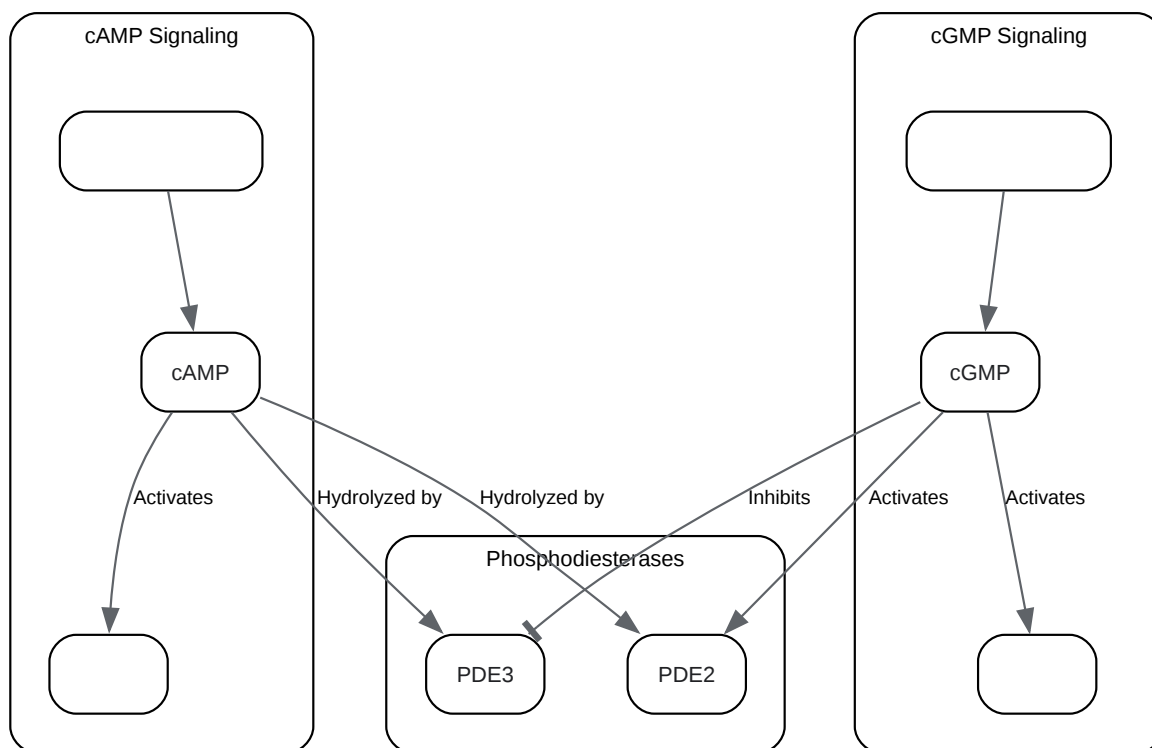 cAMP Signaling
cGMP Signaling
cAMP
cGMP
Activates
Hydrolyzed by
Hydrolyzed by
Inhibits
Activates
Activates
Phosphodiesterases
PDE3
PDE2